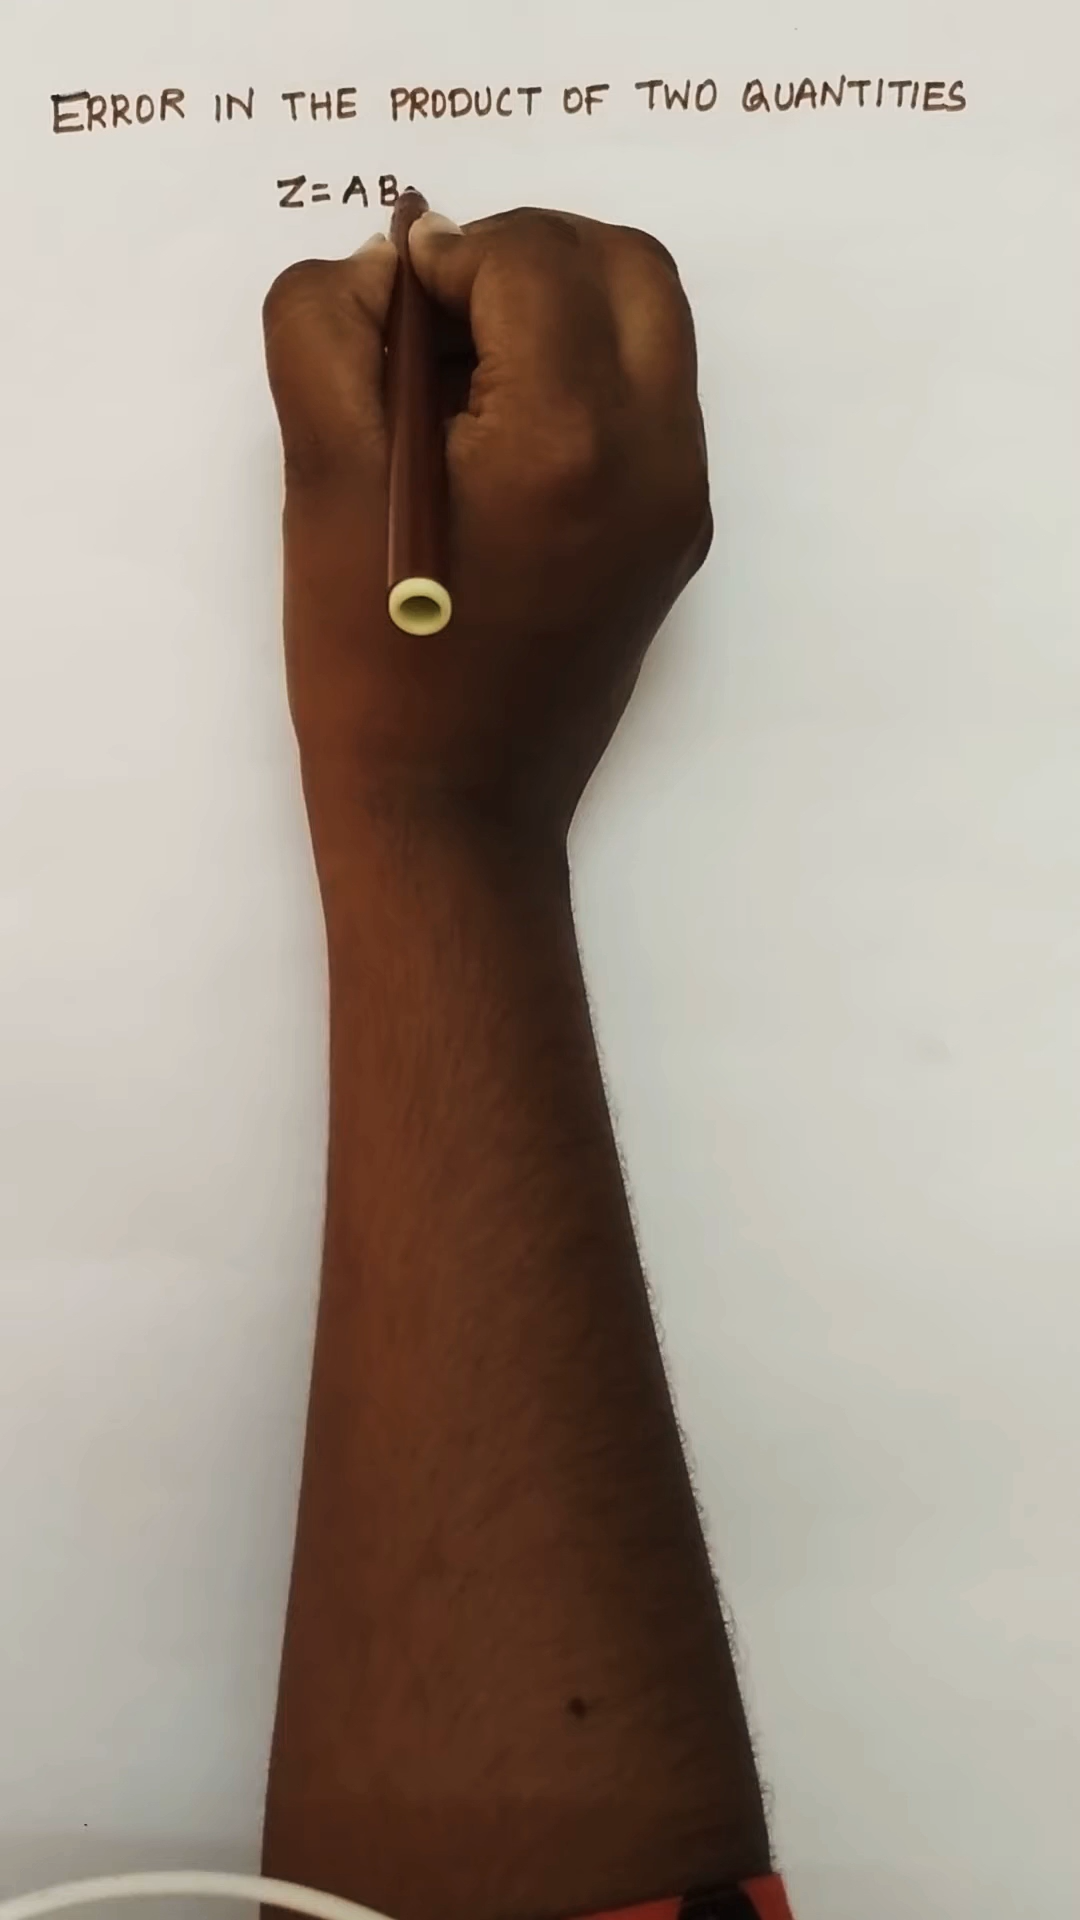 ERROR IN THE PRODUCT OF TWO QUANTITIES
Z=AB